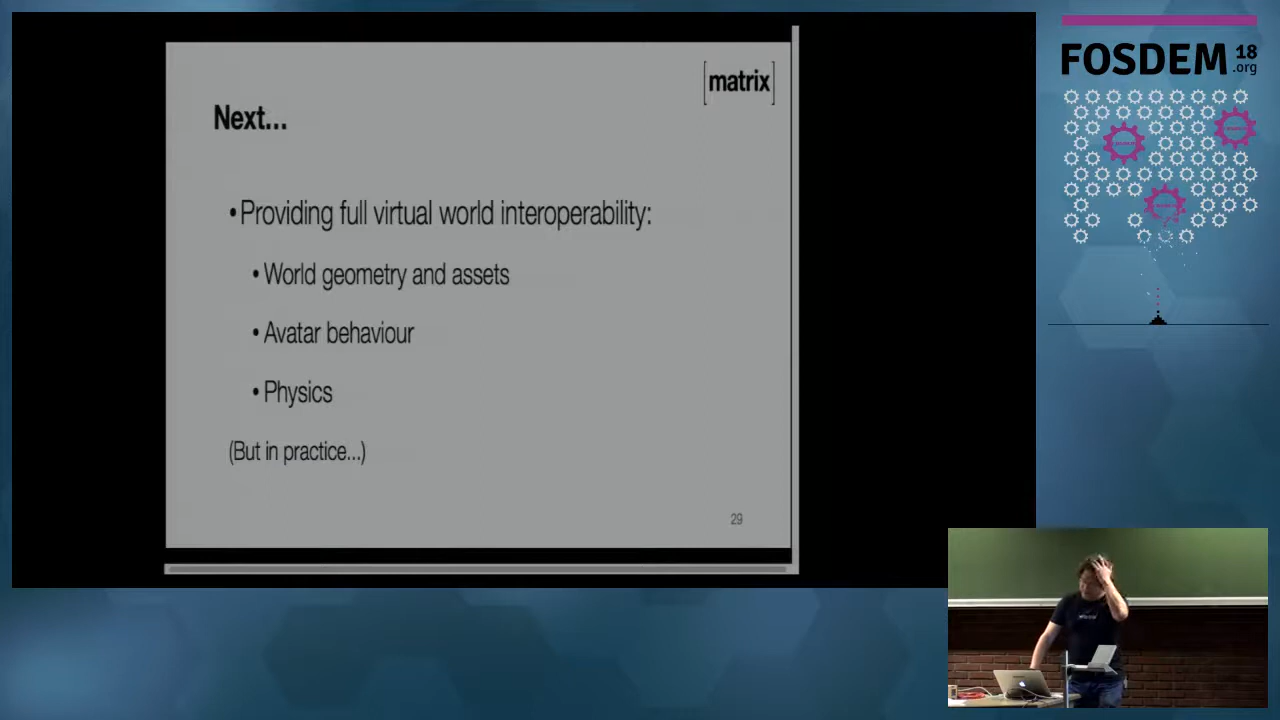 [matrix]
Next...
•Providing full virtual world interoperability:
• World geometry and assets
• Avatar behaviour
• Physics
(But in practice...)
29
FOSDEM 18
.org